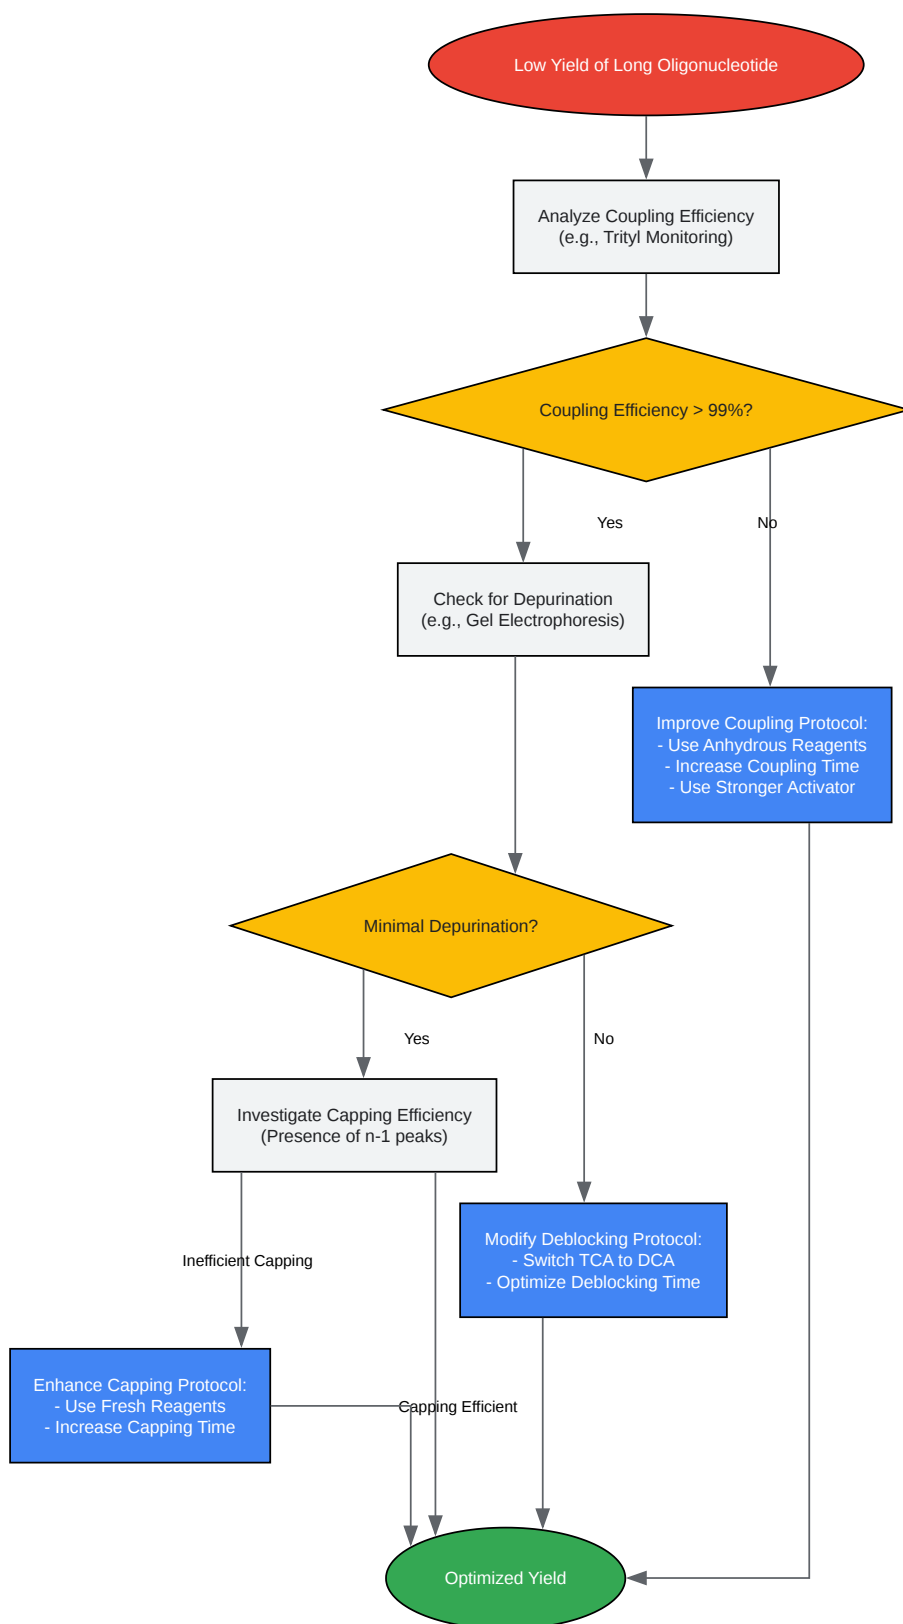 Low Yield of Long Oligonucleotide
Analyze Coupling Efficiency
(e.g., Trityl Monitoring)
Coupling Efficiency > 99%?
Yes
No
Check for Depurination
(e.g., Gel Electrophoresis)
Improve Coupling Protocol:
- Use Anhydrous Reagents
- Increase Coupling Time
- Use Stronger Activator
Minimal Depurination?
Yes
No
Investigate Capping Efficiency
(Presence of n-1 peaks)
Modify Deblocking Protocol:
- Switch TCA to DCA
- Optimize Deblocking Time
Inefficient Capping
Enhance Capping Protocol:
- Use Fresh Reagents
- Increase Capping Time
Capping Efficient
Optimized Yield